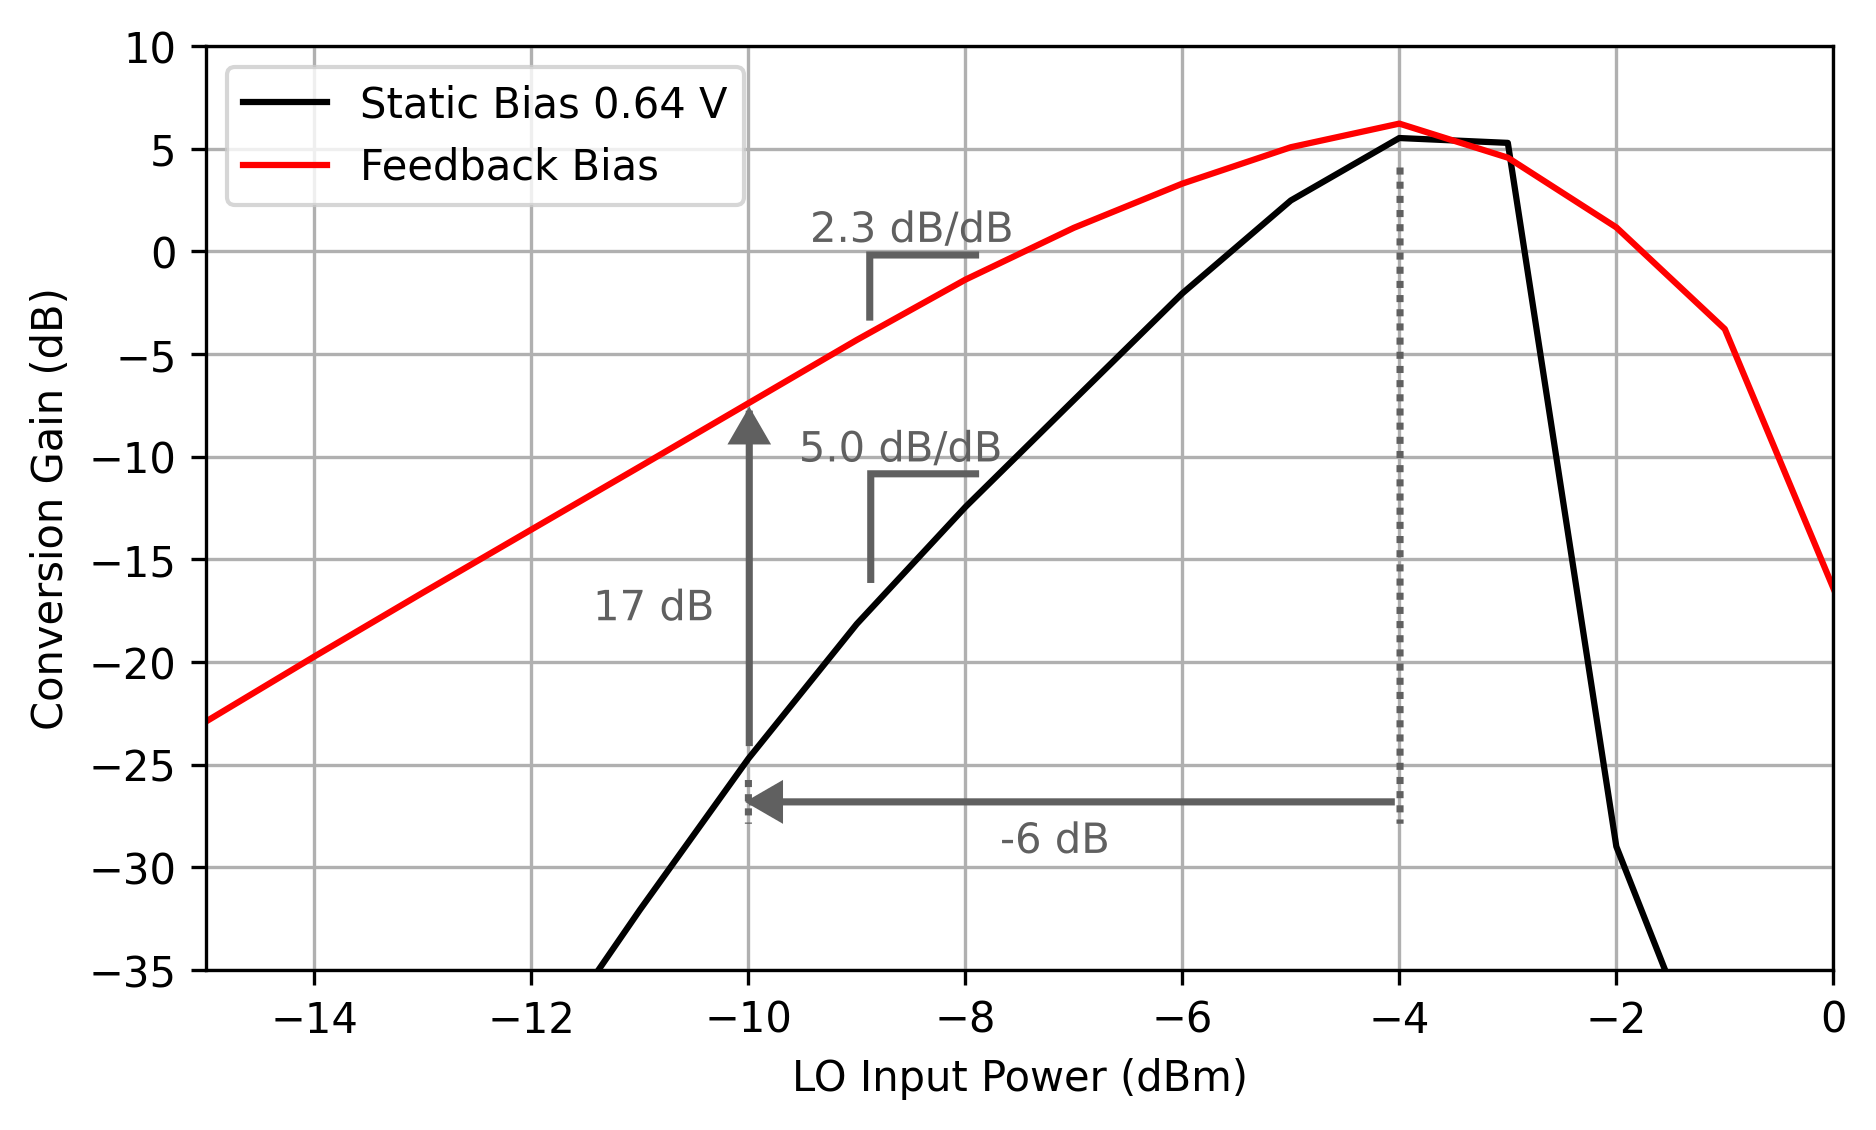 10
5
0
−5
−10
−15
−20
−25
−30
−35
Conversion Gain (dB)
Static Bias 0.64 V
Feedback Bias
2.3 dB/dB
5.0 dB/dB
17 dB
-6 dB
−14 −12 −10 −8 −6 −4 −2 0
LO Input Power (dBm)